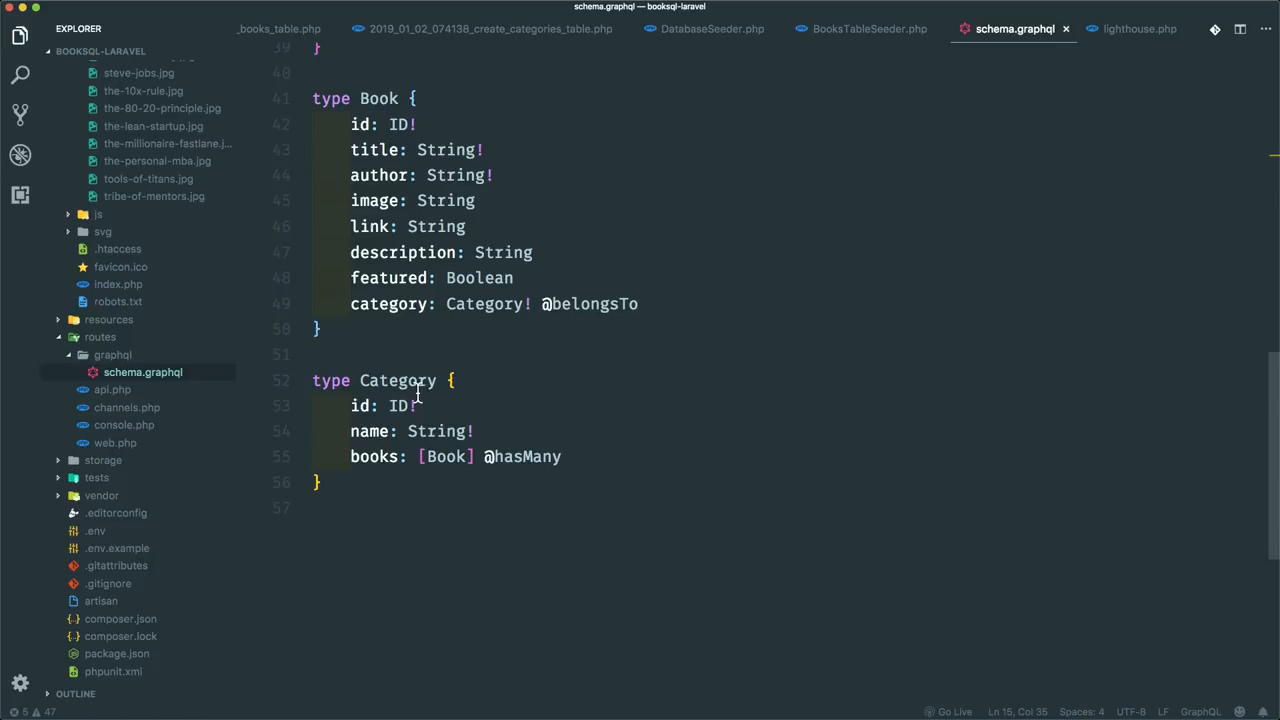 schema.graphql — booksql-laravel
EXPLORER
_books_table.php
2019_01_02_074138_create_categories_table.php
DatabaseSeeder.php
BooksTableSeeder.php
schema.graphql ×
lighthouse.php
BOOKSQL-LARAVEL
steve-jobs.jpg
the-10x-rule.jpg
the-80-20-principle.jpg
the-lean-startup.jpg
the-millionaire-fastlane.j...
the-personal-mba.jpg
tools-of-titans.jpg
tribe-of-mentors.jpg
js
svg
.htaccess
favicon.ico
index.php
robots.txt
resources
routes
graphql
schema.graphql
api.php
channels.php
console.php
web.php
storage
tests
vendor
.editorconfig
.env
.env.example
.gitattributes
.gitignore
artisan
composer.json
composer.lock
package.json
phpunit.xml
OUTLINE
39 }
40
41 type Book {
42 id: ID!
43 title: String!
44 author: String!
45 image: String
46 link: String
47 description: String
48 featured: Boolean
49 category: Category! @belongsTo
50 }
51
52 type Category {
53 id: ID!
54 name: String!
55 books: [Book] @hasMany
56 }
57
5 47
Go Live
Ln 15, Col 35
Spaces: 4
UTF-8
LF
GraphQL